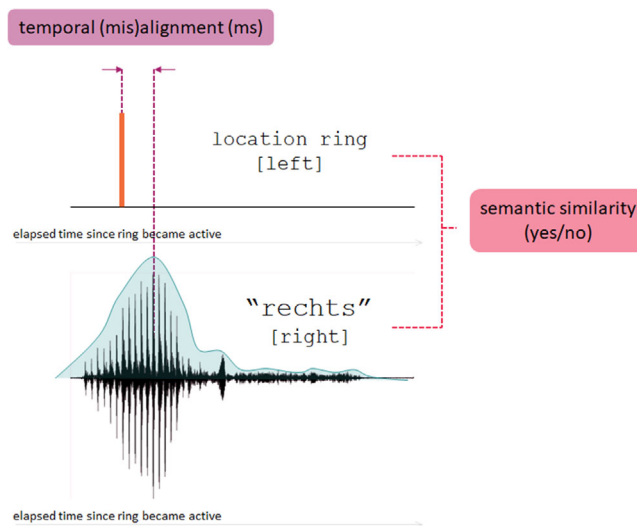 temporal (mis)alignment (ms)
location ring
[left]
elapsed time since ring became active
semantic similarity
(yes/no)
“rechts”
[right]
elapsed time since ring became active